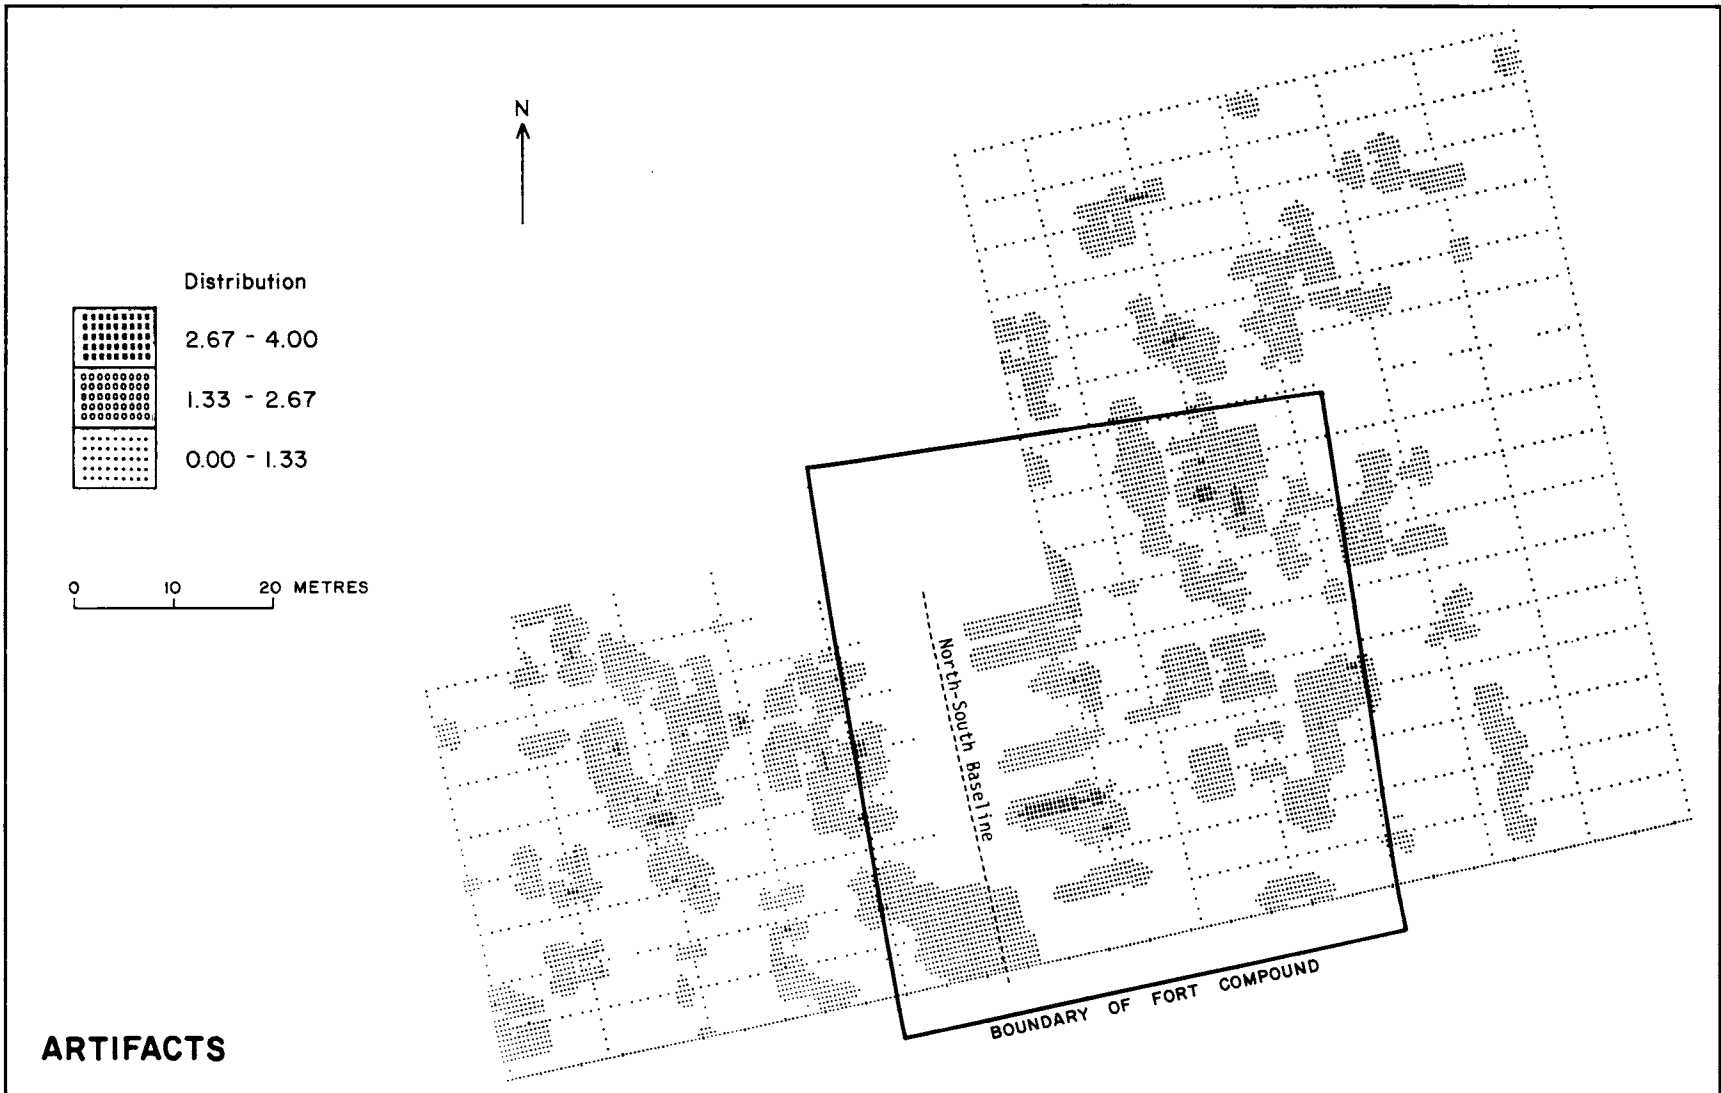 N
Distribution
2.67 - 4.00
1.33 - 2.67
0.00 - 1.33
0 10 20 METRES
North-South Baseline
BOUNDARY OF FORT COMPOUND
ARTIFACTS